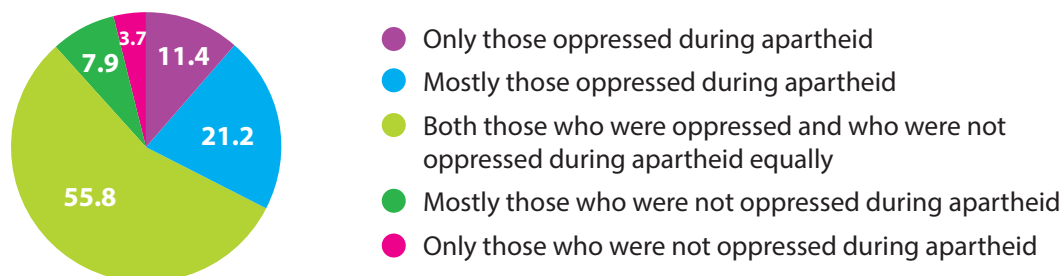 3.7
11.4
7.9
21.2
55.8
Only those oppressed during apartheid
Mostly those oppressed during apartheid
Both those who were oppressed and who were not
oppressed during apartheid equally
Mostly those who were not oppressed during apartheid
Only those who were not oppressed during apartheid